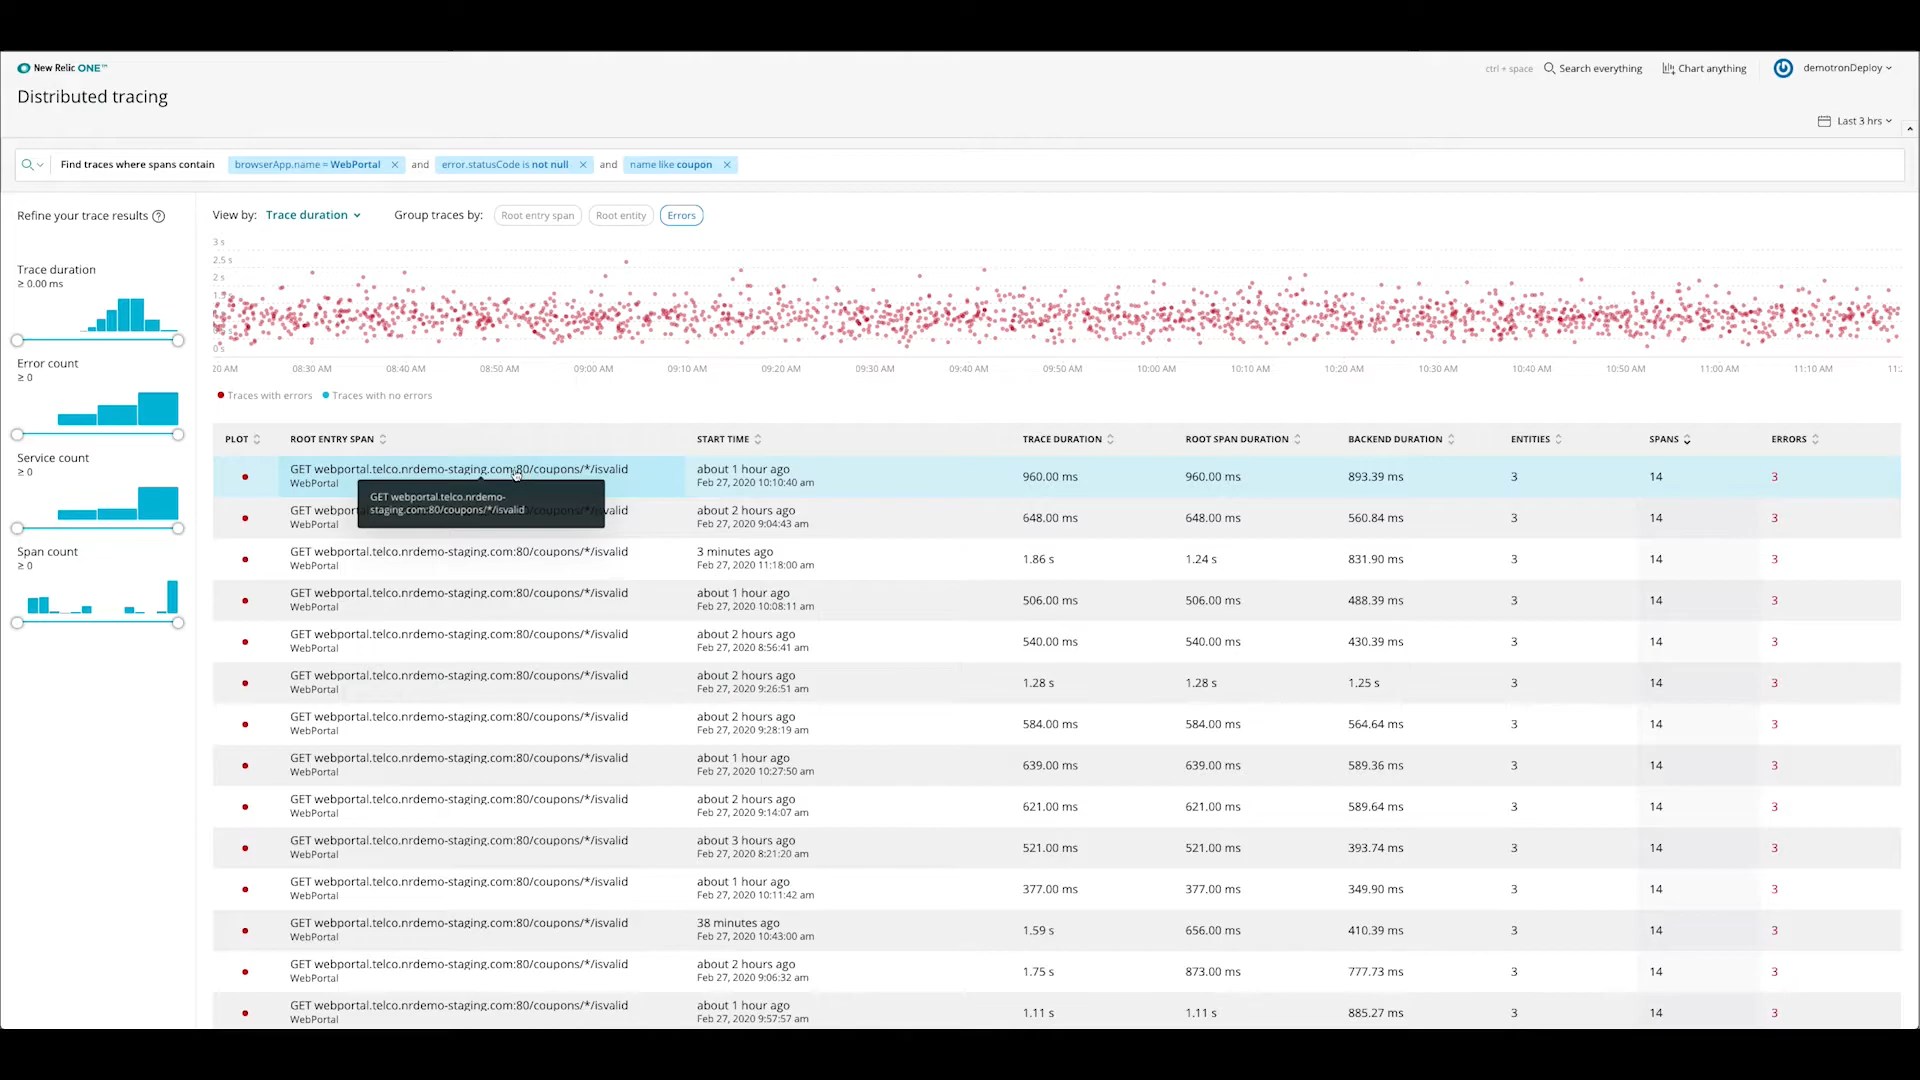 New Relic ONE™
ctrl + space Search everything Chart anything demotronDeploy
Distributed tracing
Last 3 hrs
Find traces where spans contain browserApp.name = WebPortal × and error.statusCode is not null × and name like coupon ×
Refine your trace results ?
View by: Trace duration Group traces by: Root entry span Root entity Errors
Trace duration
≥ 0.00 ms
Error count
≥ 0
Service count
≥ 0
Span count
≥ 0
3 s
2.5 s
2 s
0 s
20 AM 08:30 AM 08:40 AM 08:50 AM 09:00 AM 09:10 AM 09:20 AM 09:30 AM 09:40 AM 09:50 AM 10:00 AM 10:10 AM 10:20 AM 10:30 AM 10:40 AM 10:50 AM 11:00 AM 11:10 AM
Traces with errors Traces with no errors
PLOT ROOT ENTRY SPAN START TIME TRACE DURATION ROOT SPAN DURATION BACKEND DURATION ENTITIES SPANS ERRORS
GET webportal.telco.nrdemo-staging.com:80/coupons/*/isvalid about 1 hour ago
WebPortal Feb 27, 2020 10:10:40 am 960.00 ms 960.00 ms 893.39 ms 3 14 3
GET webportal.telco.nrdemo-
staging.com:80/coupons/*/isvalid
GET about 2 hours ago
WebPortal Feb 27, 2020 9:04:43 am 648.00 ms 648.00 ms 560.84 ms 3 14 3
GET webportal.telco.nrdemo-staging.com:80/coupons/*/isvalid 3 minutes ago
WebPortal Feb 27, 2020 11:18:00 am 1.86 s 1.24 s 831.90 ms 3 14 3
GET webportal.telco.nrdemo-staging.com:80/coupons/*/isvalid about 1 hour ago
WebPortal Feb 27, 2020 10:08:11 am 506.00 ms 506.00 ms 488.39 ms 3 14 3
GET webportal.telco.nrdemo-staging.com:80/coupons/*/isvalid about 2 hours ago
WebPortal Feb 27, 2020 8:56:41 am 540.00 ms 540.00 ms 430.39 ms 3 14 3
GET webportal.telco.nrdemo-staging.com:80/coupons/*/isvalid about 2 hours ago
WebPortal Feb 27, 2020 9:26:51 am 1.28 s 1.28 s 1.25 s 3 14 3
GET webportal.telco.nrdemo-staging.com:80/coupons/*/isvalid about 2 hours ago
WebPortal Feb 27, 2020 9:28:19 am 584.00 ms 584.00 ms 564.64 ms 3 14 3
GET webportal.telco.nrdemo-staging.com:80/coupons/*/isvalid about 1 hour ago
WebPortal Feb 27, 2020 10:27:50 am 639.00 ms 639.00 ms 589.36 ms 3 14 3
GET webportal.telco.nrdemo-staging.com:80/coupons/*/isvalid about 2 hours ago
WebPortal Feb 27, 2020 9:14:07 am 621.00 ms 621.00 ms 589.64 ms 3 14 3
GET webportal.telco.nrdemo-staging.com:80/coupons/*/isvalid about 3 hours ago
WebPortal Feb 27, 2020 8:21:20 am 521.00 ms 521.00 ms 393.74 ms 3 14 3
GET webportal.telco.nrdemo-staging.com:80/coupons/*/isvalid about 1 hour ago
WebPortal Feb 27, 2020 10:11:42 am 377.00 ms 377.00 ms 349.90 ms 3 14 3
GET webportal.telco.nrdemo-staging.com:80/coupons/*/isvalid 38 minutes ago
WebPortal Feb 27, 2020 10:43:00 am 1.59 s 656.00 ms 410.39 ms 3 14 3
GET webportal.telco.nrdemo-staging.com:80/coupons/*/isvalid about 2 hours ago
WebPortal Feb 27, 2020 9:06:32 am 1.75 s 873.00 ms 777.73 ms 3 14 3
GET webportal.telco.nrdemo-staging.com:80/coupons/*/isvalid about 1 hour ago
WebPortal Feb 27, 2020 9:57:57 am 1.11 s 1.11 s 885.27 ms 3 14 3